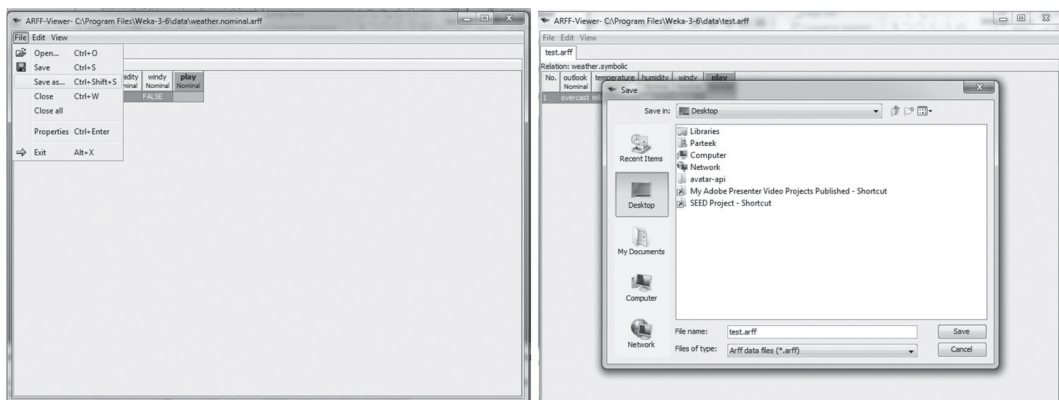 ARFF-Viewer- C:\Program Files\Weka-3-6\data\weather.nominal.arff
File Edit View
Open... Ctrl+O
Save Ctrl+S
Save as... Ctrl+Shift+S
Close Ctrl+W
Close all
Properties Ctrl+Enter
Exit Alt+X
windy play
Nominal Nominal
FALSE
ARFF-Viewer- C:\Program Files\Weka-3-6\data\test.arff
File Edit View
test.arff
Relation: weather.symbolic
No. outlook temperature humidity windy play
Nominal
1 overcast
Save
Save in: Desktop
Recent Items
Desktop
My Documents
Computer
Network
Libraries
Parteek
Computer
Network
avatar-api
My Adobe Presenter Video Projects Published - Shortcut
SEED Project - Shortcut
File name: test.arff Save
Files of type: Arff data files (*.arff) Cancel